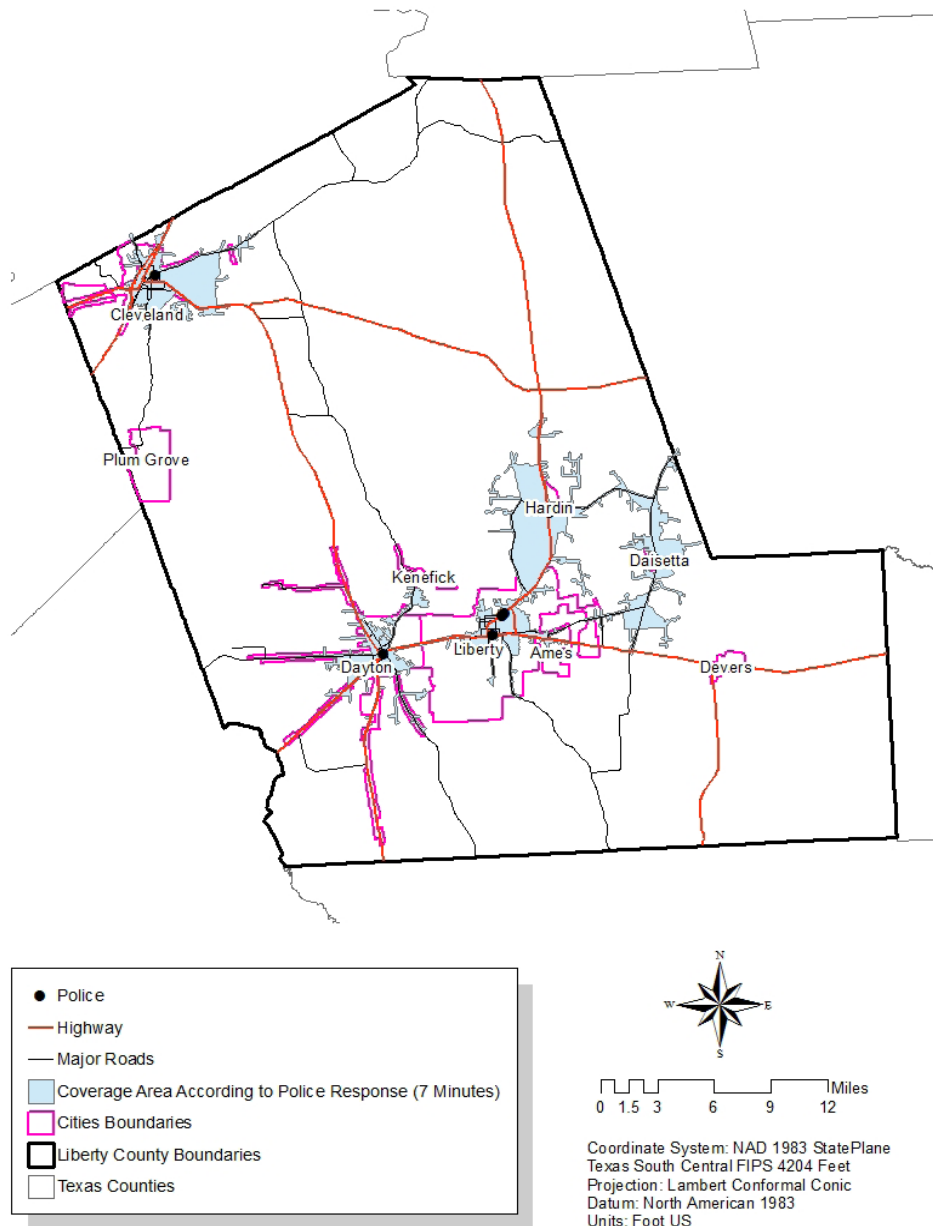 Cleveland
Plum Grove
Hardin
Daisetta
Kenefick
Liberty
Ames
Dayton
Devers
Police
Highway
Major Roads
Coverage Area According to Police Response (7 Minutes)
Cities Boundaries
Liberty County Boundaries
Texas Counties
N
W
E
S
Miles
0 1.5 3 6 9 12
Coordinate System: NAD 1983 StatePlane
Texas South Central FIPS 4204 Feet
Projection: Lambert Conformal Conic
Datum: North American 1983
Units: Foot US